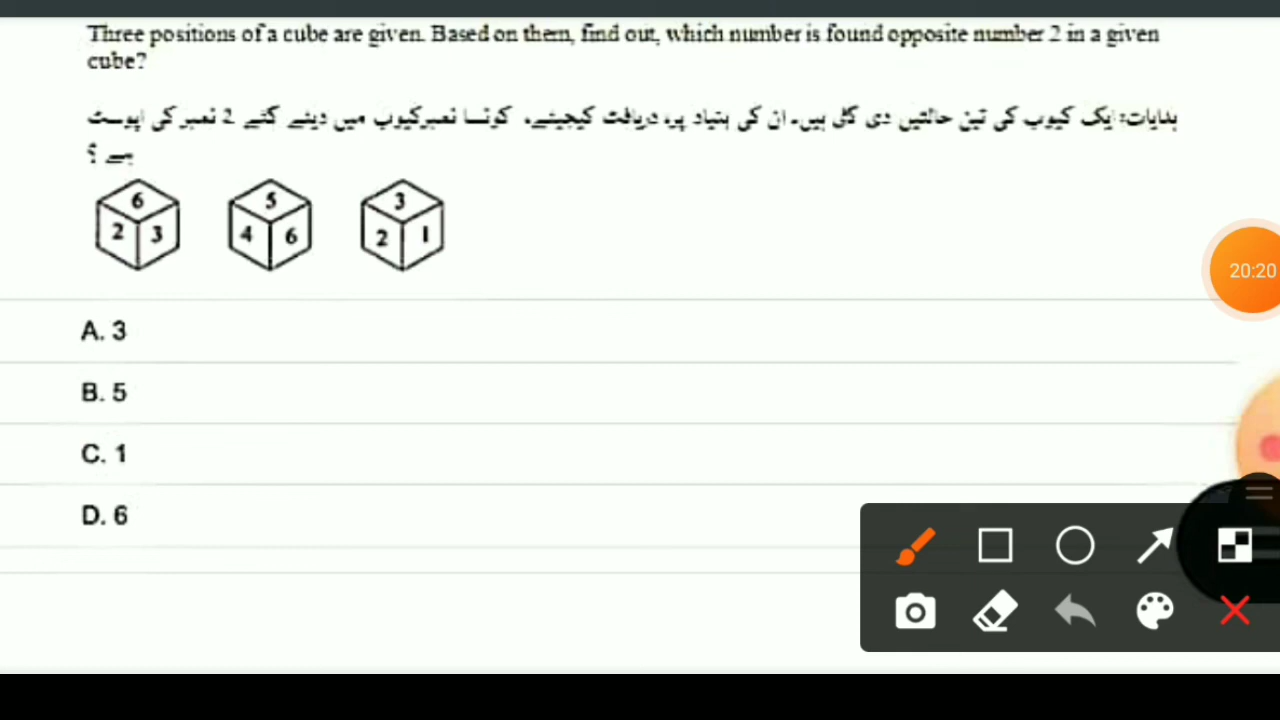 Three positions of a cube are given. Based on them, find out, which number is found opposite number 2 in a given
cube?
ہدایات: ایک کیوب کی تین حالتیں دی گئی ہیں۔ ان کی بنیاد پر، دریافت کیجیئے، کونسا نمبرکیوب میں دیئے گئے 2 نمبر کی اپوسٹ
ہے ؟
6 5 3
2 3 4 6 2 1
20:20
A. 3
B. 5
C. 1
D. 6